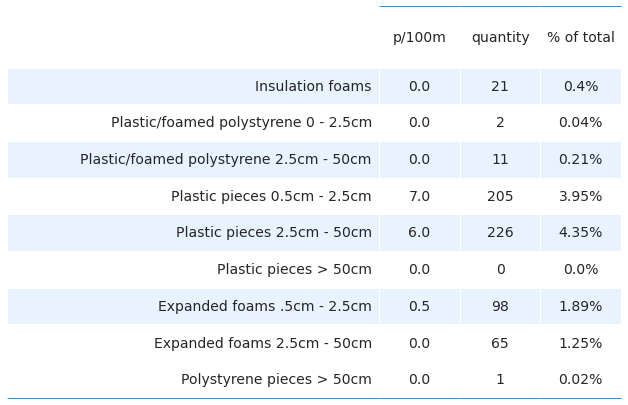 p/100m quantity % of total
Insulation foams 0.0 21 0.4%
Plastic/foamed polystyrene 0 - 2.5cm 0.0 2 0.04%
Plastic/foamed polystyrene 2.5cm - 50cm 0.0 11 0.21%
Plastic pieces 0.5cm - 2.5cm 7.0 205 3.95%
Plastic pieces 2.5cm - 50cm 6.0 226 4.35%
Plastic pieces > 50cm 0.0 0 0.0%
Expanded foams .5cm - 2.5cm 0.5 98 1.89%
Expanded foams 2.5cm - 50cm 0.0 65 1.25%
Polystyrene pieces > 50cm 0.0 1 0.02%